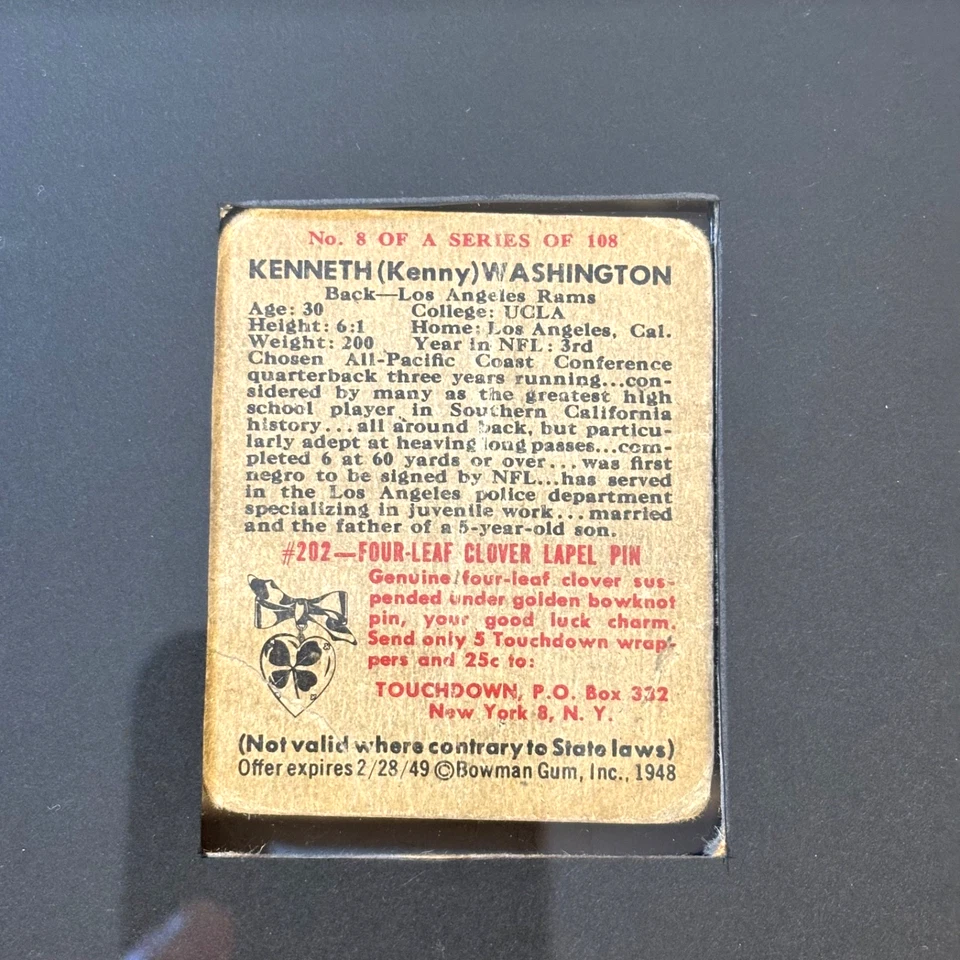 No. 8 OF A SERIES OF 108
KENNETH (Kenny) WASHINGTON
Back—Los Angeles Rams
Age: 30 College: UCLA
Height: 6:1 Home: Los Angeles, Cal.
Weight: 200 Year in NFL: 3rd
Chosen All-Pacific Coast Conference
quarterback three years running...con-
sidered by many as the greatest high
school player in Southern California
history...all around back, but particu-
larly adept at heaving long passes...com-
pleted 6 at 60 yards or over...was first
negro to be signed by NFL...has served
in the Los Angeles police department
specializing in juvenile work...married
and the father of a 5-year-old son.
#202—FOUR-LEAF CLOVER LAPEL PIN
Genuine four-leaf clover sus-
pended under golden bowknot
pin, your good luck charm.
Send only 5 Touchdown wrap-
pers and 25c to:
TOUCHDOWN, P.O. Box 332
New York 8, N. Y.
(Not valid where contrary to State laws)
Offer expires 2/28/49 ©Bowman Gum, Inc., 1948